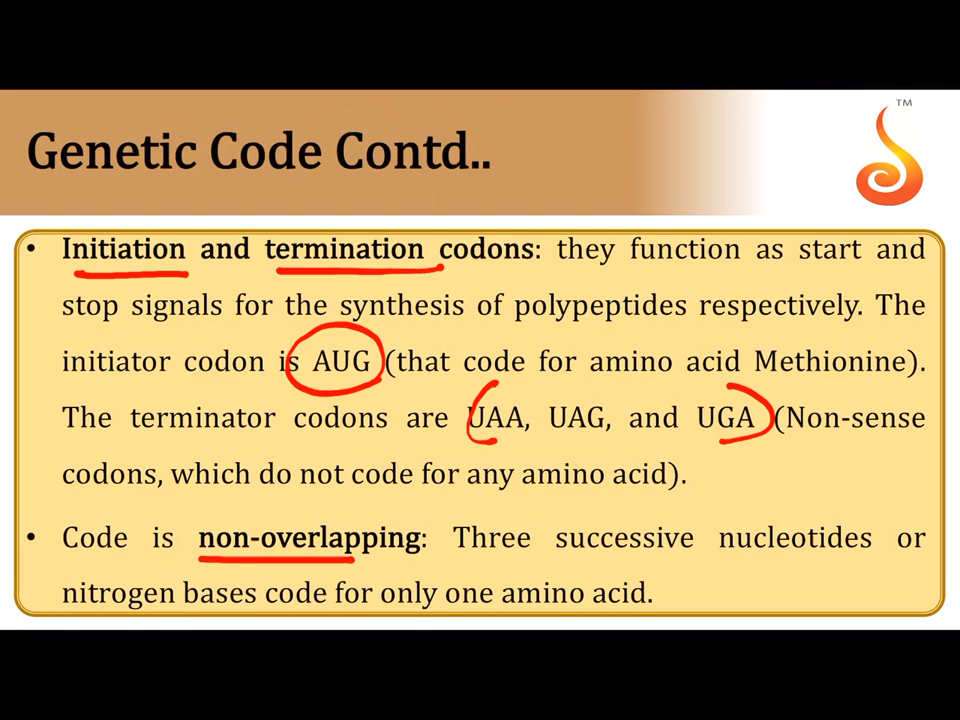 TM
Genetic Code Contd..
• Initiation and termination codons: they function as start and
stop signals for the synthesis of polypeptides respectively. The
initiator codon is AUG (that code for amino acid Methionine).
The terminator codons are UAA, UAG, and UGA (Non-sense
codons, which do not code for any amino acid).
• Code is non-overlapping: Three successive nucleotides or
nitrogen bases code for only one amino acid.